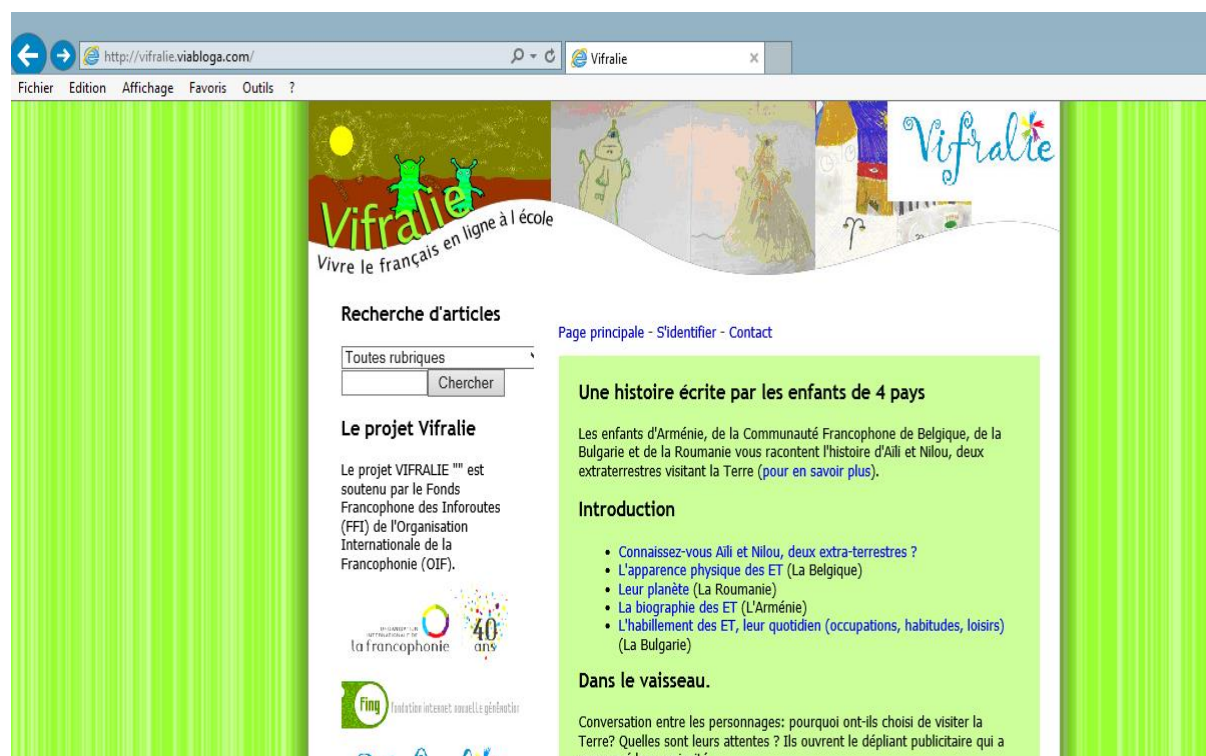 http://vifralie.viabloga.com/
Vifralie
Fichier Edition Affichage Favoris Outils ?
Vifralie
Vivre le français en ligne à l école
Vifralie
Recherche d'articles
Toutes rubriques
Chercher
Le projet Vifralie
Le projet VIFRALIE "" est
soutenu par le Fonds
Francophone des Inforoutes
(FFI) de l'Organisation
Internationale de la
Francophonie (OIF).
ORGANISATION
INTERNATIONALE DE
la francophonie
40
ans
Fing fondation internet nouvelle génération
Page principale - S'identifier - Contact
Une histoire écrite par les enfants de 4 pays
Les enfants d'Arménie, de la Communauté Francophone de Belgique, de la
Bulgarie et de la Roumanie vous racontent l'histoire d'Aïli et Nilou, deux
extraterrestres visitant la Terre (pour en savoir plus).
Introduction
• Connaissez-vous Aïli et Nilou, deux extra-terrestres ?
• L'apparence physique des ET (La Belgique)
• Leur planète (La Roumanie)
• La biographie des ET (L'Arménie)
• L'habillement des ET, leur quotidien (occupations, habitudes, loisirs)
(La Bulgarie)
Dans le vaisseau.
Conversation entre les personnages: pourquoi ont-ils choisi de visiter la
Terre? Quelles sont leurs attentes ? Ils ouvrent le dépliant publicitaire qui a